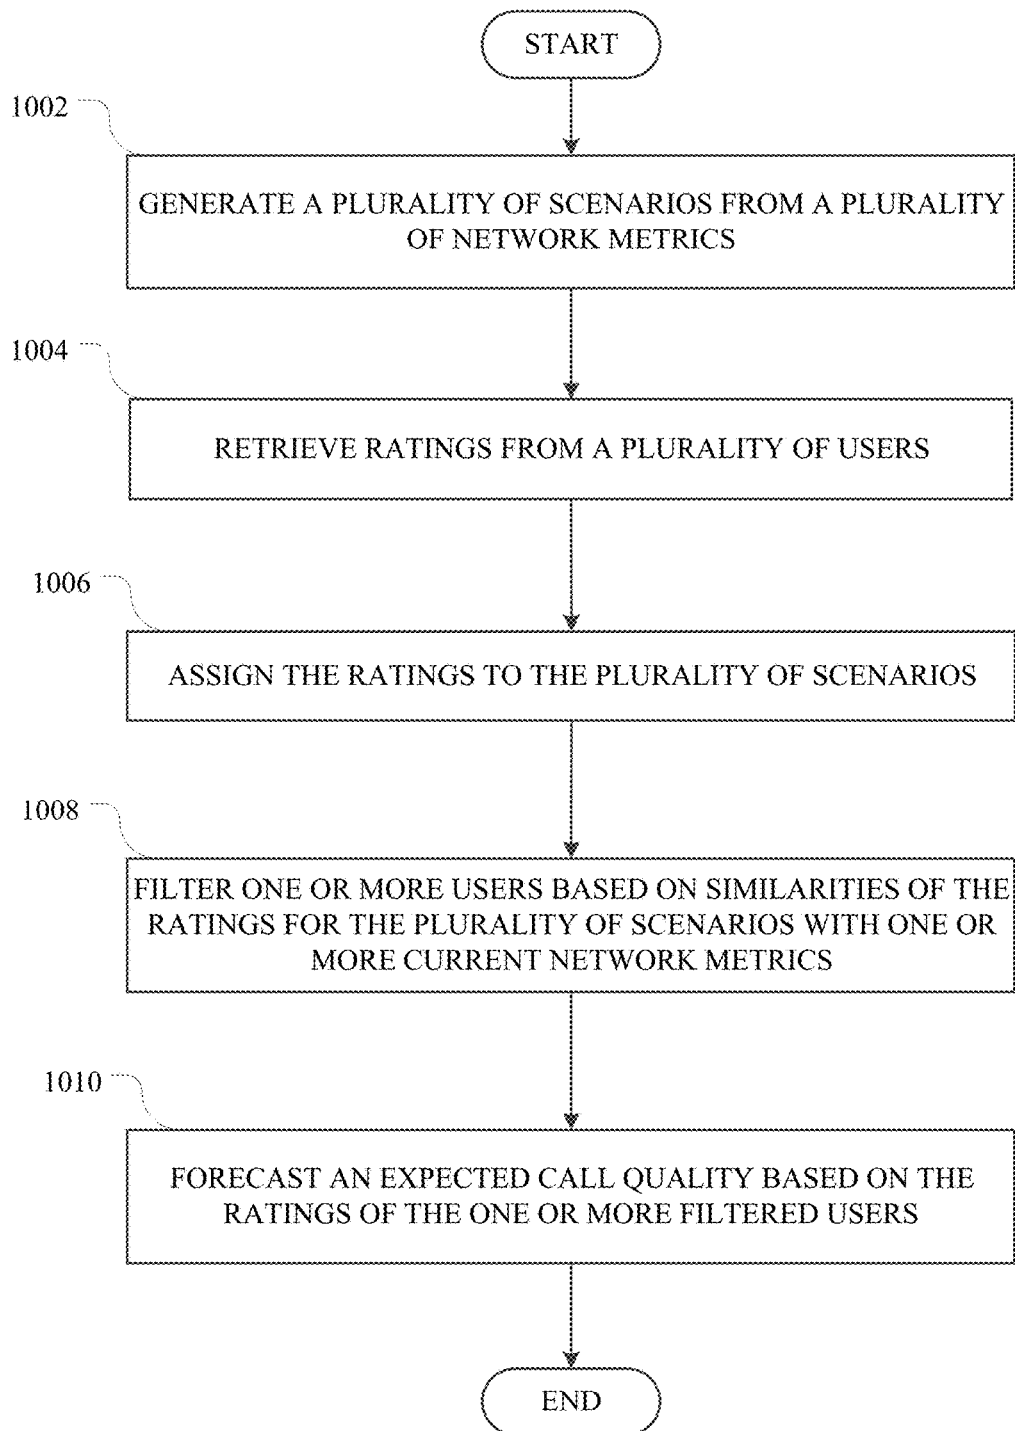 START
1002
GENERATE A PLURALITY OF SCENARIOS FROM A PLURALITY
OF NETWORK METRICS
1004
RETRIEVE RATINGS FROM A PLURALITY OF USERS
1006
ASSIGN THE RATINGS TO THE PLURALITY OF SCENARIOS
1008
FILTER ONE OR MORE USERS BASED ON SIMILARITIES OF THE
RATINGS FOR THE PLURALITY OF SCENARIOS WITH ONE OR
MORE CURRENT NETWORK METRICS
1010
FORECAST AN EXPECTED CALL QUALITY BASED ON THE
RATINGS OF THE ONE OR MORE FILTERED USERS
END